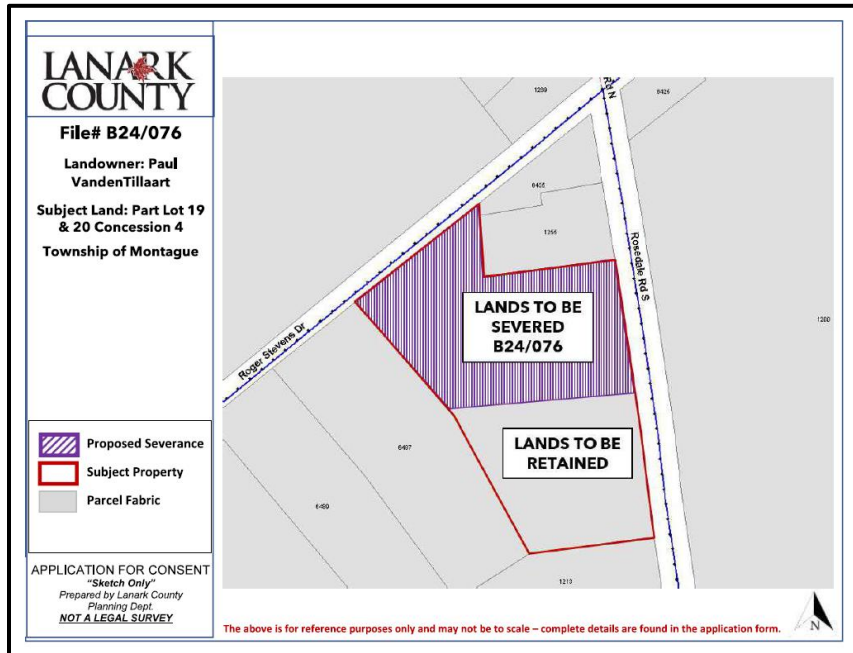 LANARK
COUNTY
File# B24/076
Landowner: Paul
VandenTillaart
Subject Land: Part Lot 19
& 20 Concession 4
Township of Montague
Proposed Severance
Subject Property
Parcel Fabric
APPLICATION FOR CONSENT
"Sketch Only"
Prepared by Lanark County
Planning Dept.
NOT A LEGAL SURVEY
Rd N
6405
Rosedale Rd S
LANDS TO BE
SEVERED
B24/076
Roger Stevens Dr
LANDS TO BE
RETAINED
6497
6489
1213
The above is for reference purposes only and may not be to scale – complete details are found in the application form.
N